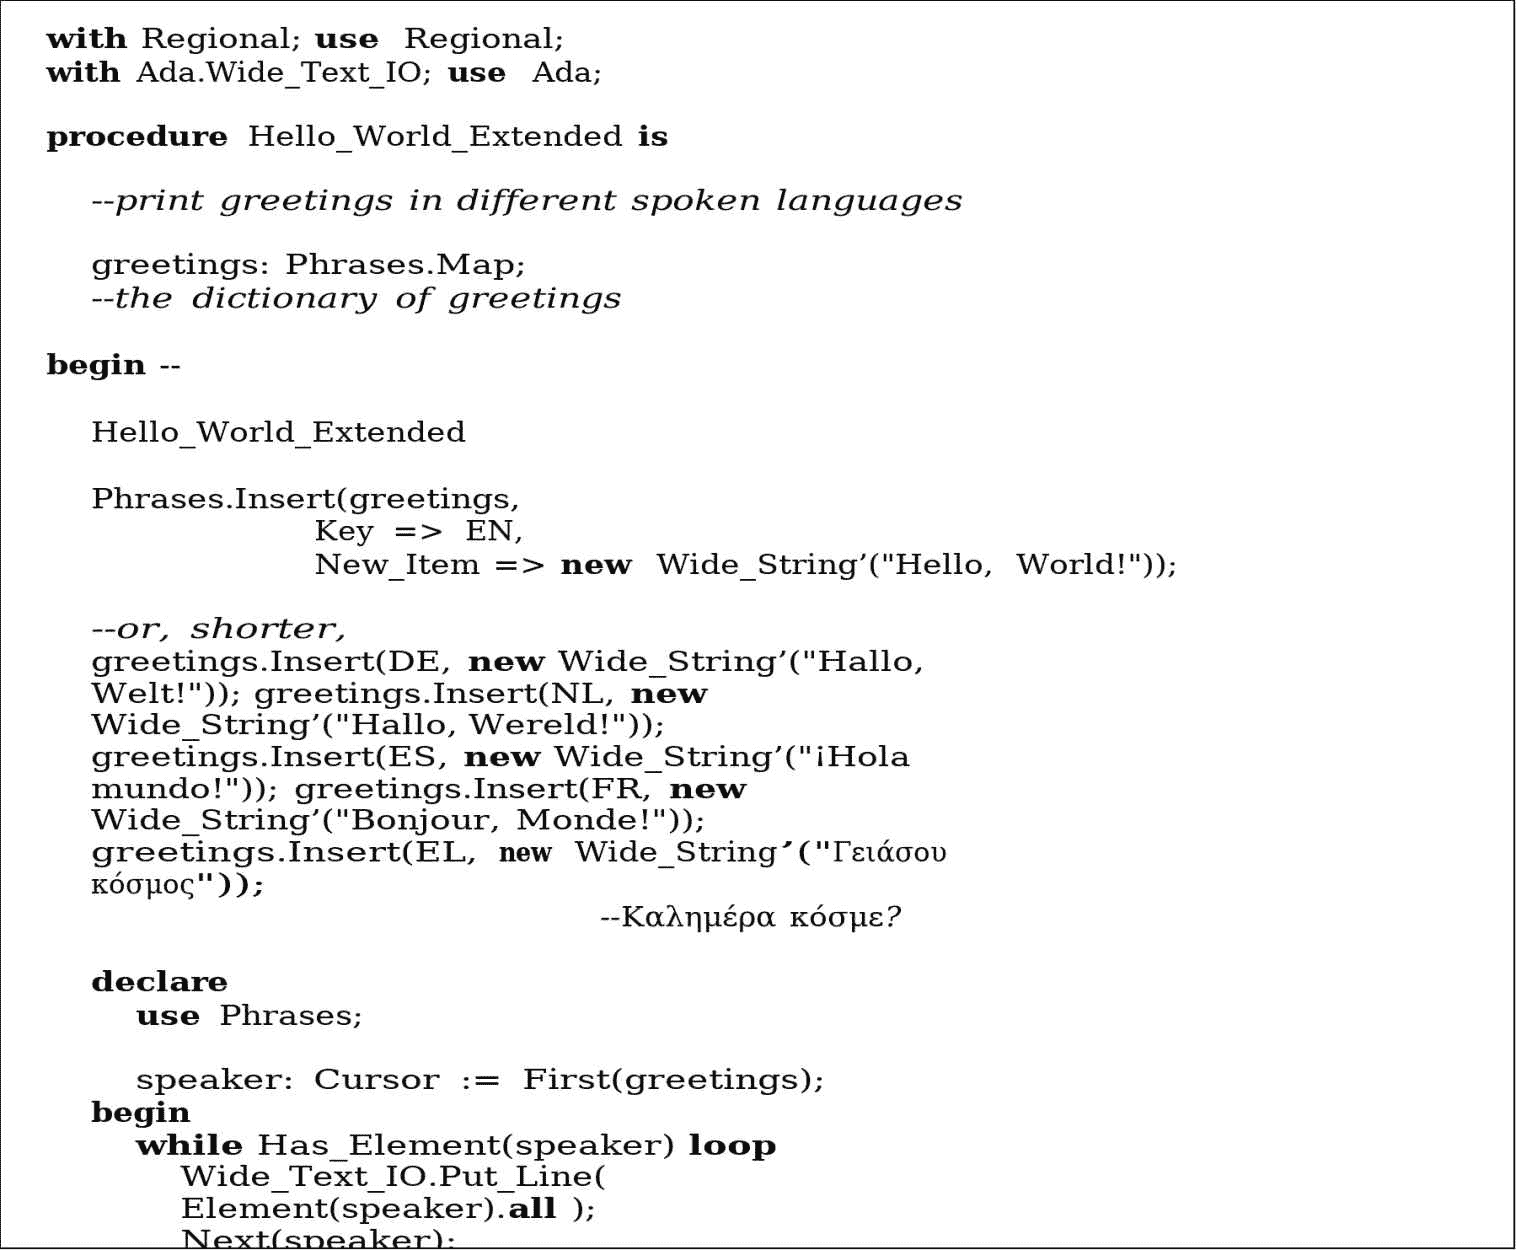 with Regional; use Regional;
with Ada.Wide_Text_IO; use Ada;
procedure Hello_World_Extended is
--print greetings in different spoken languages
greetings: Phrases.Map;
--the dictionary of greetings
begin --
Hello_World_Extended
Phrases.Insert(greetings,
Key => EN,
New_Item => new Wide_String’("Hello, World!"));
--or, shorter,
greetings.Insert(DE, new Wide_String’("Hallo,
Welt!")); greetings.Insert(NL, new
Wide_String’("Hallo, Wereld!"));
greetings.Insert(ES, new Wide_String’("¡Hola
mundo!")); greetings.Insert(FR, new
Wide_String’("Bonjour, Monde!"));
greetings.Insert(EL, new Wide_String’("Γειάσου
κόσμος"));
--Καλημέρα κόσμε?
declare
use Phrases;
speaker: Cursor := First(greetings);
begin
while Has_Element(speaker) loop
Wide_Text_IO.Put_Line(
Element(speaker).all );
Next(speaker);